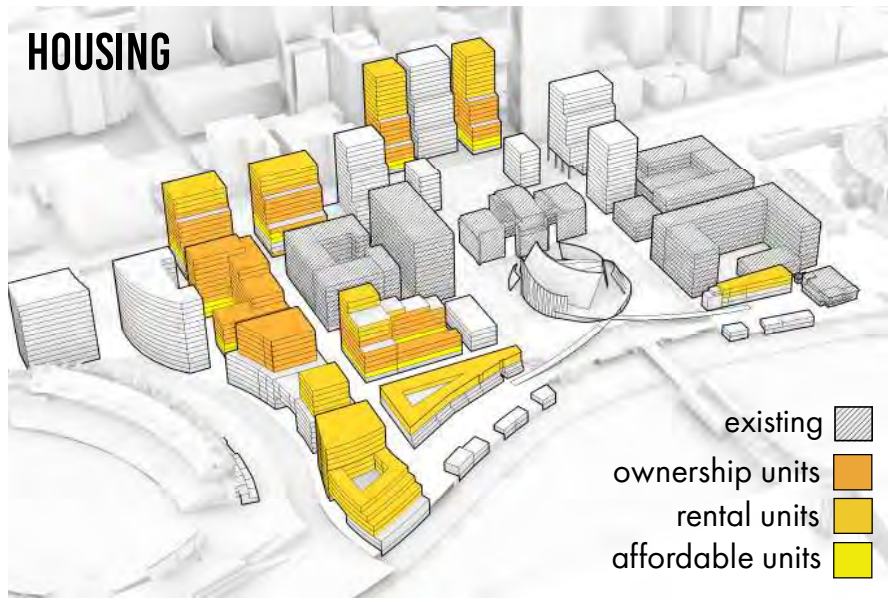 HOUSING
existing
ownership units
rental units
affordable units